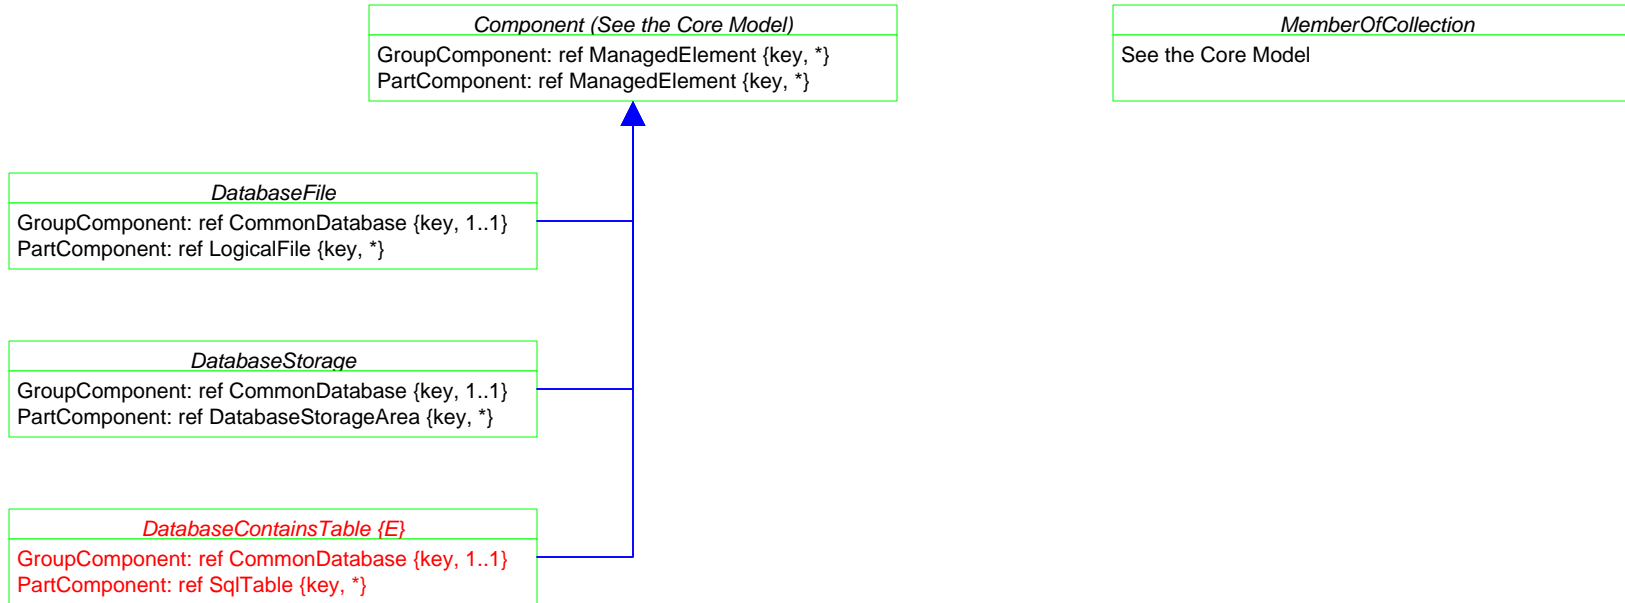 Component (See the Core Model)
GroupComponent: ref ManagedElement {key, *}
PartComponent: ref ManagedElement {key, *}
MemberOfCollection
See the Core Model
DatabaseFile
GroupComponent: ref CommonDatabase {key, 1..1}
PartComponent: ref LogicalFile {key, *}
DatabaseStorage
GroupComponent: ref CommonDatabase {key, 1..1}
PartComponent: ref DatabaseStorageArea {key, *}
DatabaseContainsTable {E}
GroupComponent: ref CommonDatabase {key, 1..1}
PartComponent: ref SqlTable {key, *}